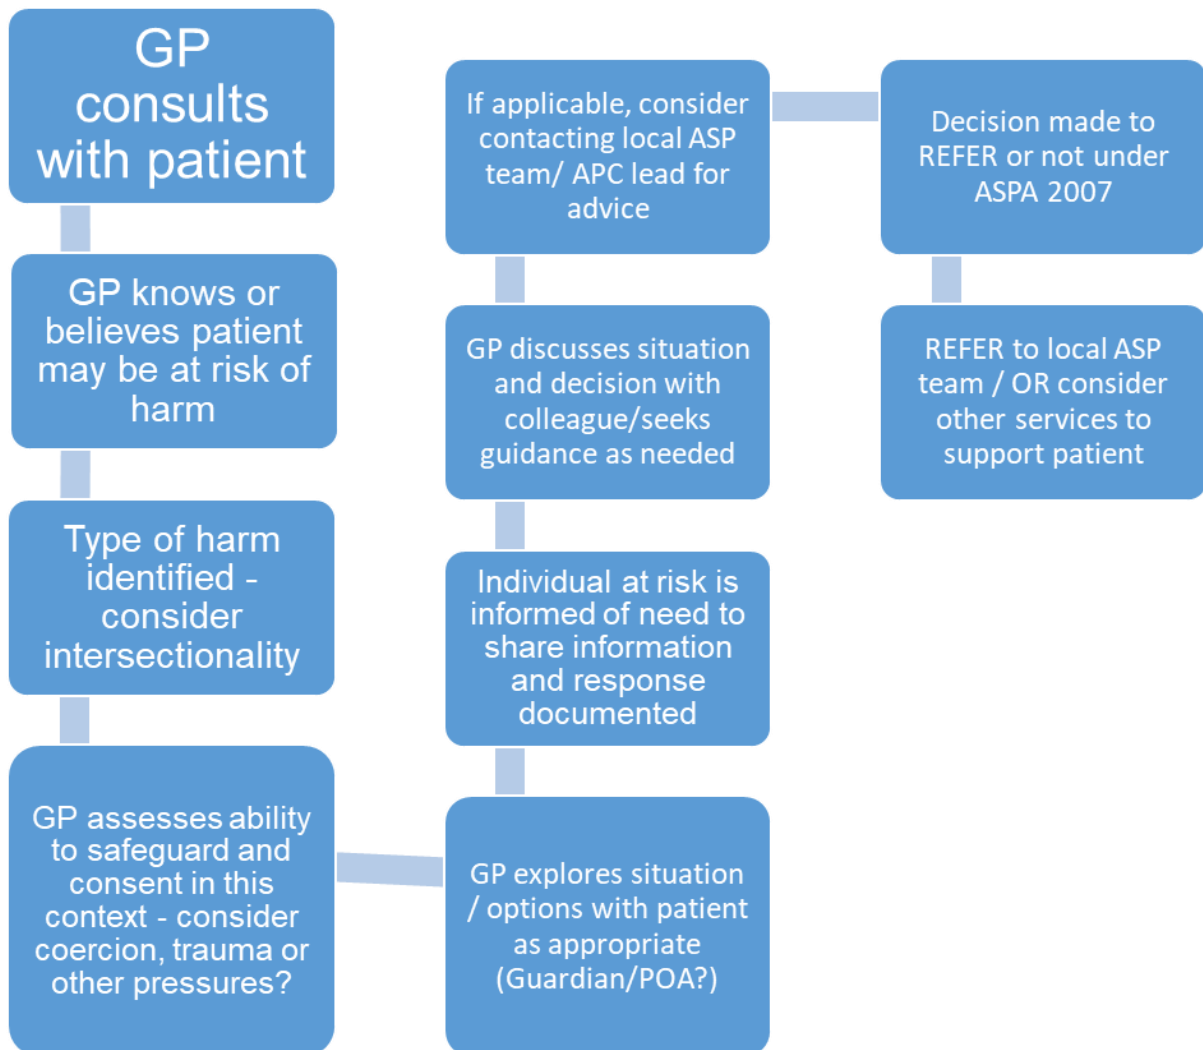 GP
consults
with patient
GP knows or
believes patient
may be at risk of
harm
Type of harm
identified -
consider
intersectionality
GP assesses ability
to safeguard and
consent in this
context - consider
coercion, trauma or
other pressures?
GP explores situation
/ options with patient
as appropriate
(Guardian/POA?)
Individual at risk is
informed of need to
share information
and response
documented
GP discusses situation
and decision with
colleague/seeks
guidance as needed
If applicable, consider
contacting local ASP
team/ APC lead for
advice
Decision made to
REFER or not under
ASPA 2007
REFER to local ASP
team / OR consider
other services to
support patient